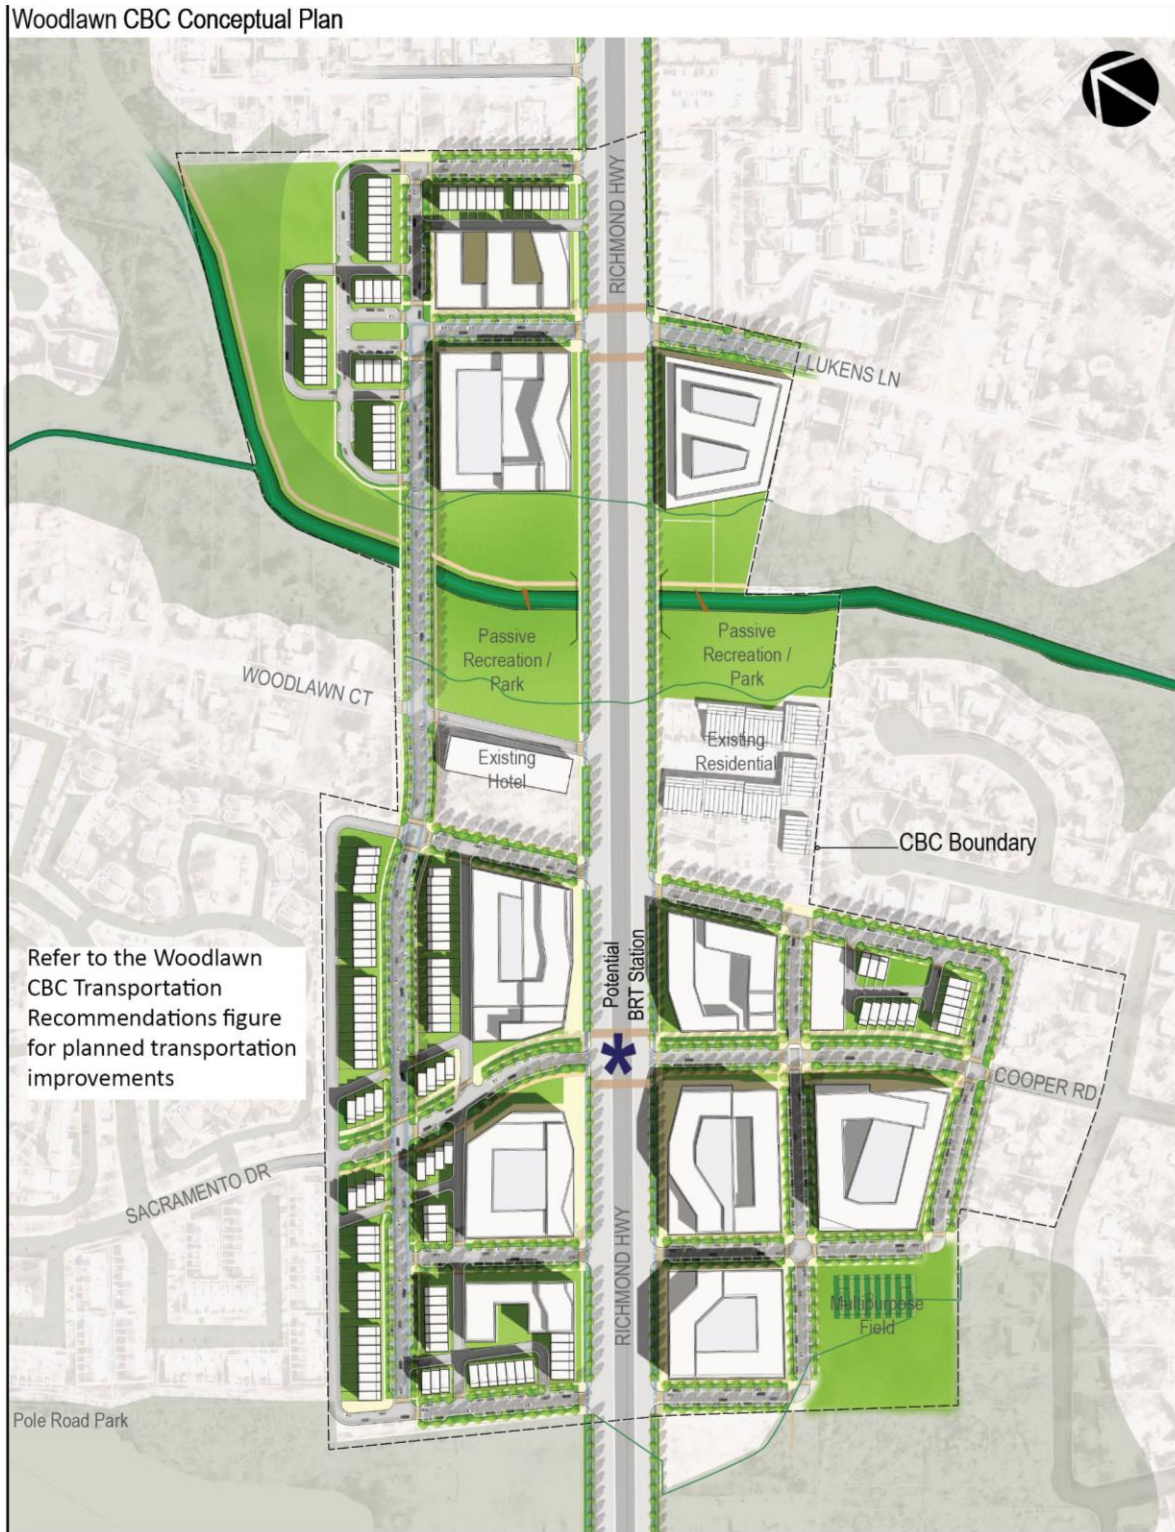 Woodlawn CBC Conceptual Plan
RICHMOND HWY
LUKENS LN
Passive
Recreation /
Park
Passive
Recreation /
Park
WOODLAWN CT
Existing
Hotel
Existing
Residential
CBC Boundary
Refer to the Woodlawn
CBC Transportation
Recommendations figure
for planned transportation
improvements
Potential
BRT Station
COOPER RD
SACRAMENTO DR
RICHMOND HWY
Multipurpose
Field
Pole Road Park